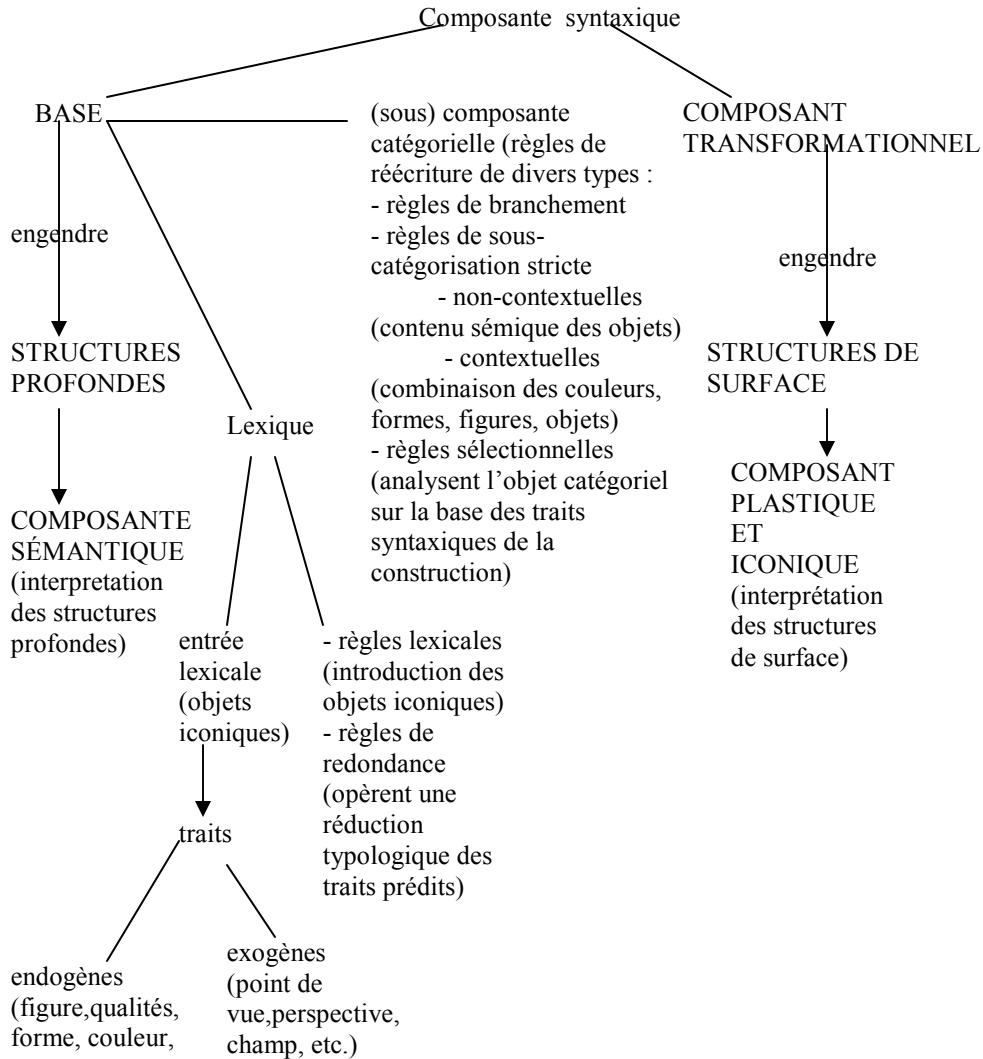 Composante syntaxique
BASE
(sous) composante
catégorielle (règles de
réécriture de divers types :
- règles de branchement
- règles de sous-
catégorisation stricte
- non-contextuelles
(contenu sémique des objets)
- contextuelles
(combinaison des couleurs,
formes, figures, objets)
- règles sélectionnelles
(analysent l’objet catégoriel
sur la base des traits
syntaxiques de la
construction)
COMPOSANT
TRANSFORMATIONNEL
engendre
engendre
STRUCTURES
PROFONDES
STRUCTURES DE
SURFACE
Lexique
COMPOSANTE
SÉMANTIQUE
(interpretation
des structures
profondes)
COMPOSANT
PLASTIQUE
ET
ICONIQUE
(interprétation
des structures
de surface)
entrée
lexicale
(objets
iconiques)
- règles lexicales
(introduction des
objets iconiques)
- règles de
redondance
(opèrent une
réduction
typologique des
traits prédits)
traits
endogènes
(figure,qualités,
forme, couleur,
exogènes
(point de
vue,perspective,
champ, etc.)